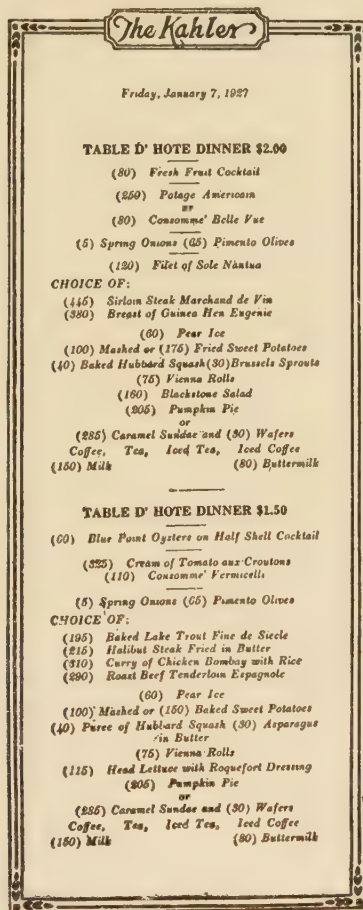 The Kahler
Friday, January 7, 1927
TABLE D' HOTE DINNER $2.00
(80) Fresh Fruit Cocktail
(250) Potage Americain
or
(80) Consomme' Belle Vue
(5) Spring Onions (65) Pimento Olives
(120) Filet of Sole Nantua
CHOICE OF:
(445) Sirloin Steak Marchand de Vin
(380) Breast of Guinea Hen Eugenie
(60) Pear Ice
(100) Mashed or (175) Fried Sweet Potatoes
(40) Baked Hubbard Squash (30) Brussels Sprouts
(75) Vienna Rolls
(160) Blackstone Salad
(205) Pumpkin Pie
or
(285) Caramel Sundae and (30) Wafers
Coffee, Tea, Iced Tea, Iced Coffee
(150) Milk (80) Buttermilk
TABLE D' HOTE DINNER $1.50
(60) Blue Point Oysters on Half Shell Cocktail
(325) Cream of Tomato aux Croutons
(110) Consomme' Vermicelli
(5) Spring Onions (65) Pimento Olives
CHOICE OF:
(195) Baked Lake Trout Fine de Siecle
(215) Halibut Steak Fried in Butter
(310) Curry of Chicken Bombay with Rice
(290) Roast Beef Tenderloin Espagnole
(60) Pear Ice
(100) Mashed or (150) Baked Sweet Potatoes
(40) Puree of Hubbard Squash (30) Asparagus
in Butter
(75) Vienna Rolls
(115) Head Lettuce with Roquefort Dressing
(205) Pumpkin Pie
or
(285) Caramel Sundae and (30) Wafers
Coffee, Tea, Iced Tea, Iced Coffee
(150) Milk (80) Buttermilk